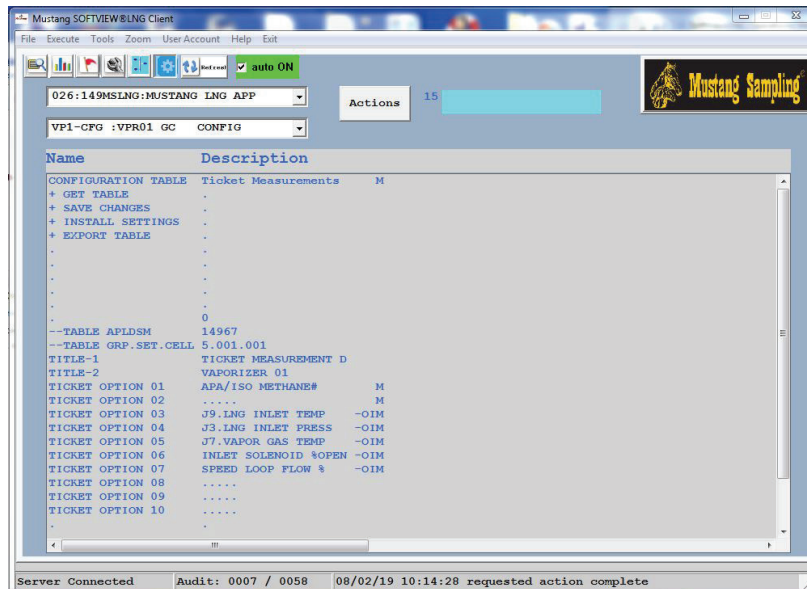 Mustang SOFTVIEW®LNG Client
File Execute Tools Zoom User Account Help Exit
auto ON
026:149MSLNG:MUSTANG LNG APP
Actions
15
Mustang Sampling
VP1-CFG :VPR01 GC CONFIG
Name Description
CONFIGURATION TABLE Ticket Measurements M
+ GET TABLE .
+ SAVE CHANGES .
+ INSTALL SETTINGS .
+ EXPORT TABLE .
. .
. .
. .
. .
. .
. 0
--TABLE APLDSM 14967
--TABLE GRP.SET.CELL 5.001.001
TITLE-1 TICKET MEASUREMENT D
TITLE-2 VAPORIZER 01
TICKET OPTION 01 APA/ISO METHANE# M
TICKET OPTION 02 ..... M
TICKET OPTION 03 J9.LNG INLET TEMP -OIM
TICKET OPTION 04 J3.LNG INLET PRESS -OIM
TICKET OPTION 05 J7.VAPOR GAS TEMP -OIM
TICKET OPTION 06 INLET SOLENOID %OPEN -OIM
TICKET OPTION 07 SPEED LOOP FLOW % -OIM
TICKET OPTION 08 .....
TICKET OPTION 09 .....
TICKET OPTION 10 .....
. .
Server Connected Audit: 0007 / 0058 08/02/19 10:14:28 requested action complete